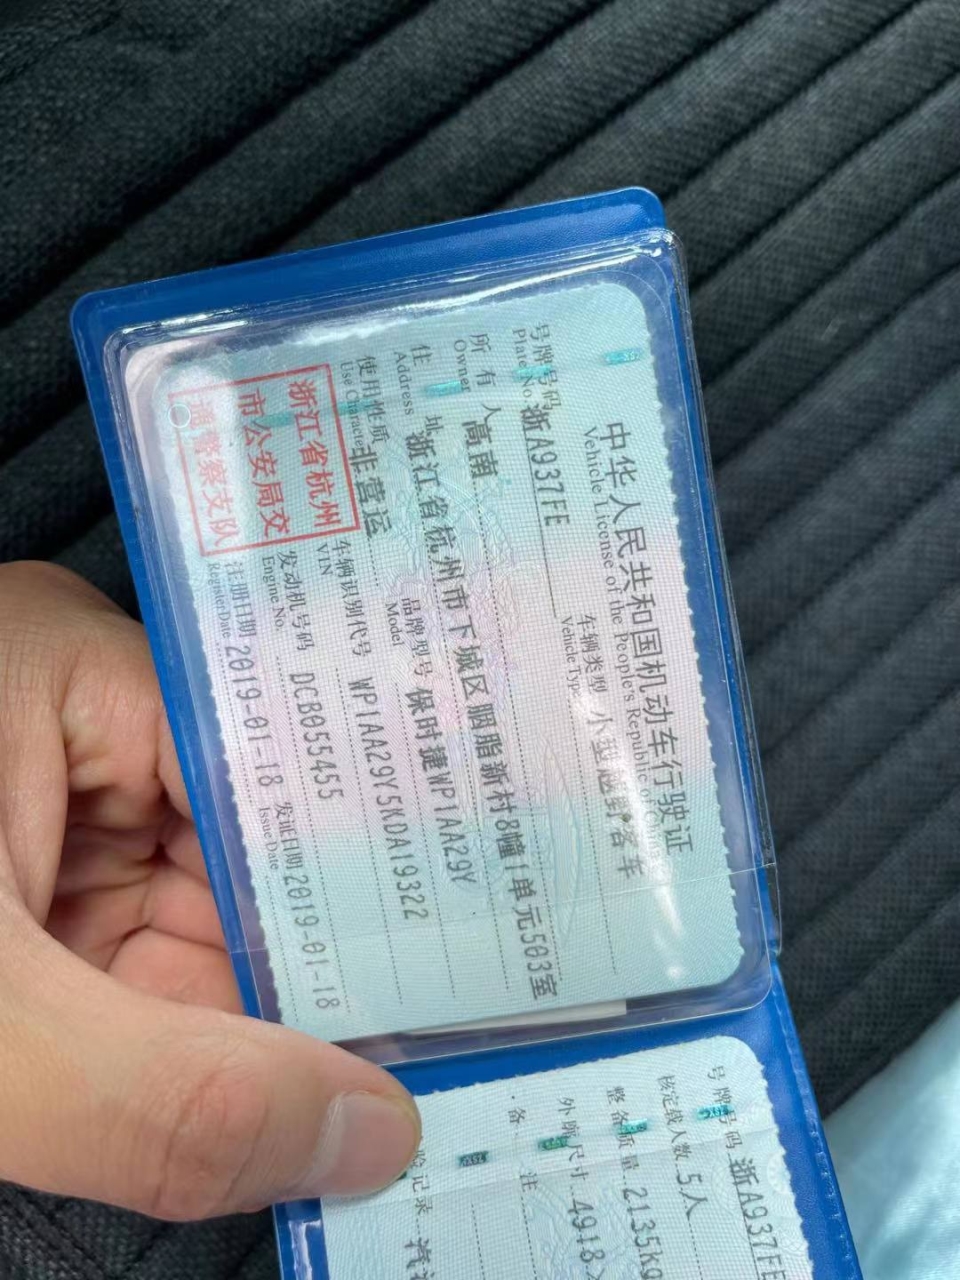 中华人民共和国机动车行驶证
Vehicle License of the People's Republic of China
号牌号码 浙A937FE 车辆类型 小型越野客车
Plate No. Vehicle Type
所有人 高南
Owner
住址 浙江省杭州市下城区胭脂新村8幢1单元503室
Address
使用性质 非营运 品牌型号 保时捷WP1AA29Y
Use Character Model
浙江省杭州
市公安局交
通警察支队
车辆识别代号 WP1AA29Y5KDA19322
VIN
发动机号码 DCB055455
Engine No.
注册日期 2019-01-18 发证日期 2019-01-18
Register Date Issue Date
号牌号码 浙A937FE
核定载人数 5人
整备质量 2135kg
外廓尺寸 4918
备注
验记录